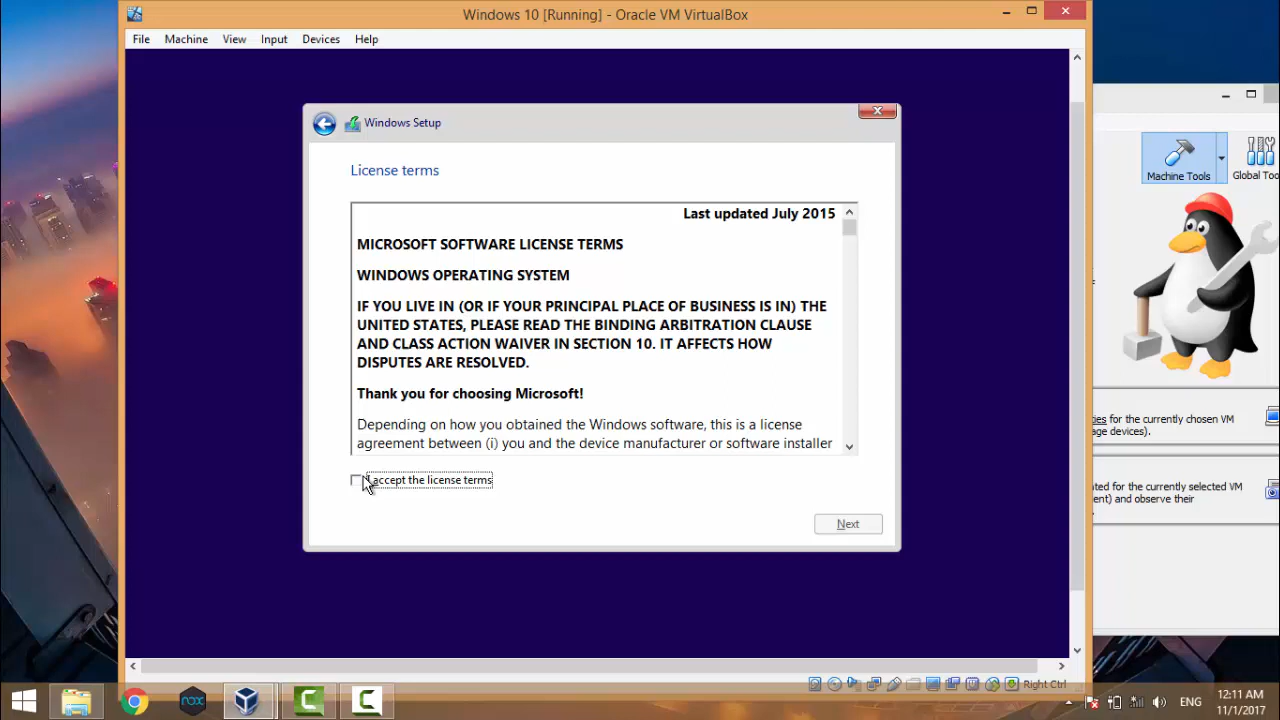 Windows 10 [Running] - Oracle VM VirtualBox
File Machine View Input Devices Help
Windows Setup
License terms
Last updated July 2015
MICROSOFT SOFTWARE LICENSE TERMS
WINDOWS OPERATING SYSTEM
IF YOU LIVE IN (OR IF YOUR PRINCIPAL PLACE OF BUSINESS IS IN) THE
UNITED STATES, PLEASE READ THE BINDING ARBITRATION CLAUSE
AND CLASS ACTION WAIVER IN SECTION 10. IT AFFECTS HOW
DISPUTES ARE RESOLVED.
Thank you for choosing Microsoft!
Depending on how you obtained the Windows software, this is a license
agreement between (i) you and the device manufacturer or software installer
I accept the license terms
Next
Machine Tools
Global Too
for the currently chosen VM
age devices).
ated for the currently selected VM
ent) and observe their
Right Ctrl
nox
ENG
12:11 AM
11/1/2017